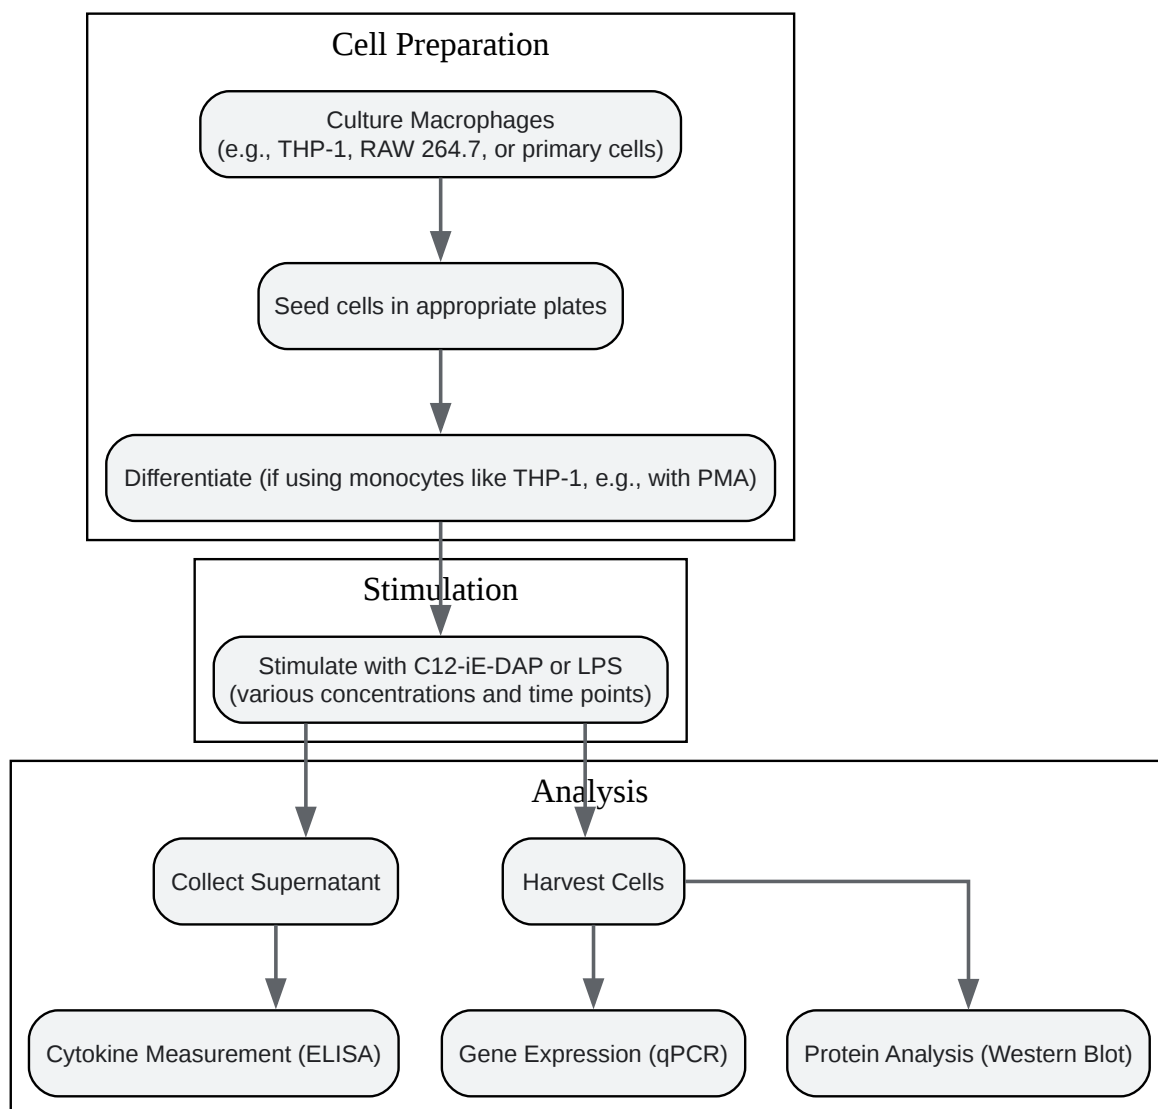 Cell Preparation
Culture Macrophages
(e.g., THP-1, RAW 264.7, or primary cells)
Seed cells in appropriate plates
Differentiate (if using monocytes like THP-1, e.g., with PMA)
Stimulation
Stimulate with C12-iE-DAP or LPS
(various concentrations and time points)
Analysis
Collect Supernatant
Harvest Cells
Cytokine Measurement (ELISA)
Gene Expression (qPCR)
Protein Analysis (Western Blot)